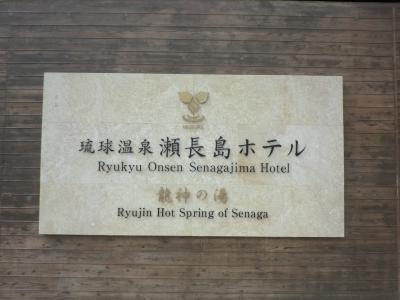 琉球温泉 瀬長島ホテル
Ryukyu Onsen Senagajima Hotel
龍神の湯
Ryujin Hot Spring of Senaga